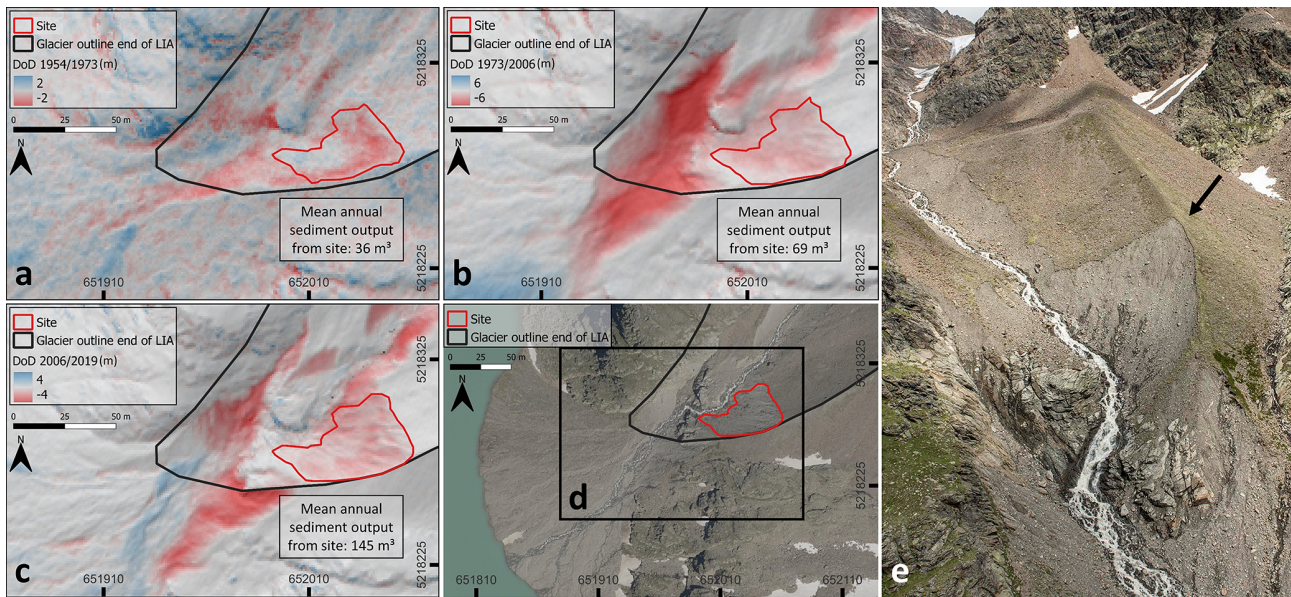 Site
Glacier outline end of LIA
DoD 1954/1973 (m)
2
-2
0 25 50 m
N
5218325
Mean annual
sediment output
from site: 36 m³
5218225
a
651910
652010
Site
Glacier outline end of LIA
DoD 1973/2006 (m)
6
-6
0 25 50 m
N
5218325
Mean annual
sediment output
from site: 69 m³
5218225
b
651910
652010
Site
Glacier outline end of LIA
DoD 2006/2019 (m)
4
-4
0 25 50 m
N
5218325
Mean annual
sediment output
from site: 145 m³
5218225
c
651910
652010
Site
Glacier outline end of LIA
0 25 50 m
N
5218325
d
5218225
651810
651910
652010
652110
e